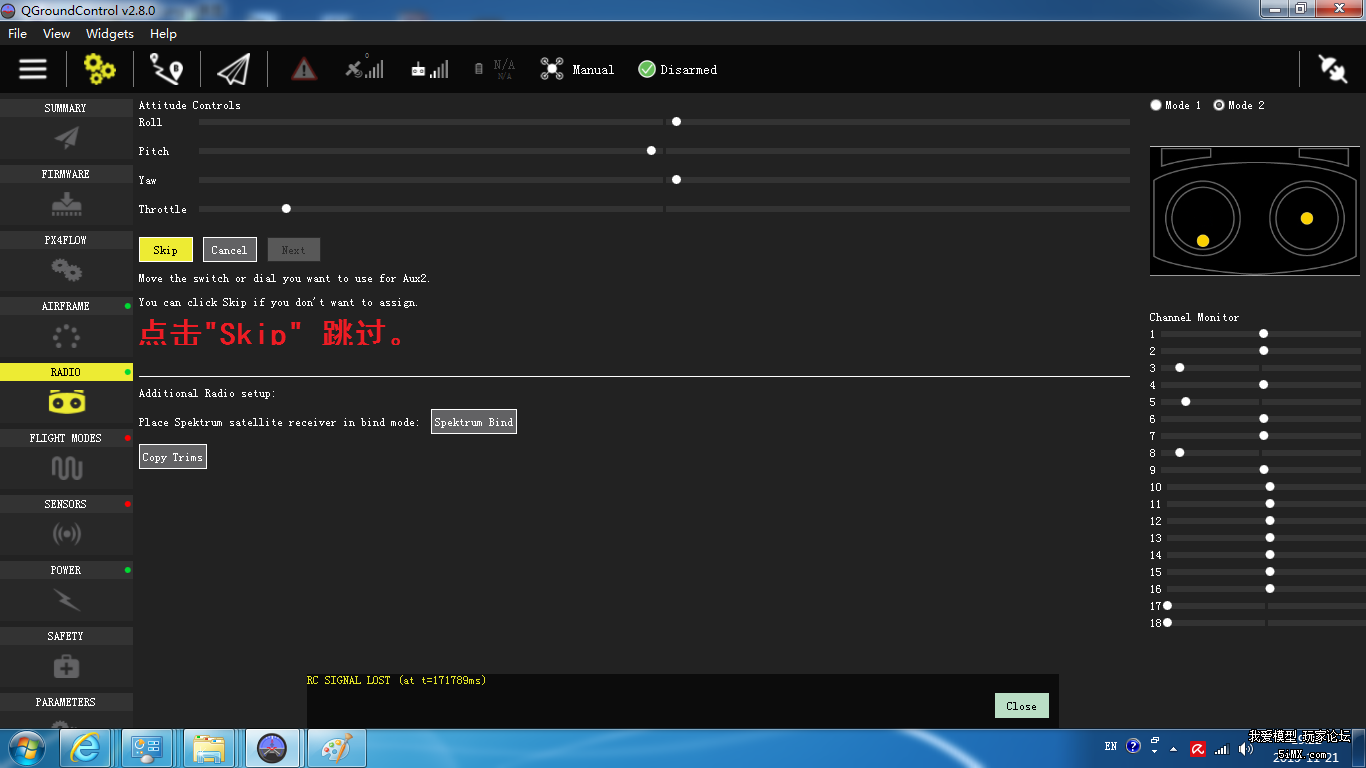 QGroundControl v2.8.0
File View Widgets Help
0
N/A
N/A
Manual
Disarmed
SUMMARY
FIRMWARE
PX4FLOW
AIRFRAME
RADIO
FLIGHT MODES
SENSORS
POWER
SAFETY
PARAMETERS
Attitude Controls
Roll
Pitch
Yaw
Throttle
Skip Cancel Next
Move the switch or dial you want to use for Aux2.
You can click Skip if you don't want to assign.
点击"Skip" 跳过。
Additional Radio setup:
Place Spektrum satellite receiver in bind mode: Spektrum Bind
Copy Trims
Mode 1 Mode 2
Channel Monitor
1
2
3
4
5
6
7
8
9
10
11
12
13
14
15
16
17
18
RC SIGNAL LOST (at t=171789ms)
Close
EN
我爱模型 玩家论坛
5iMX.com